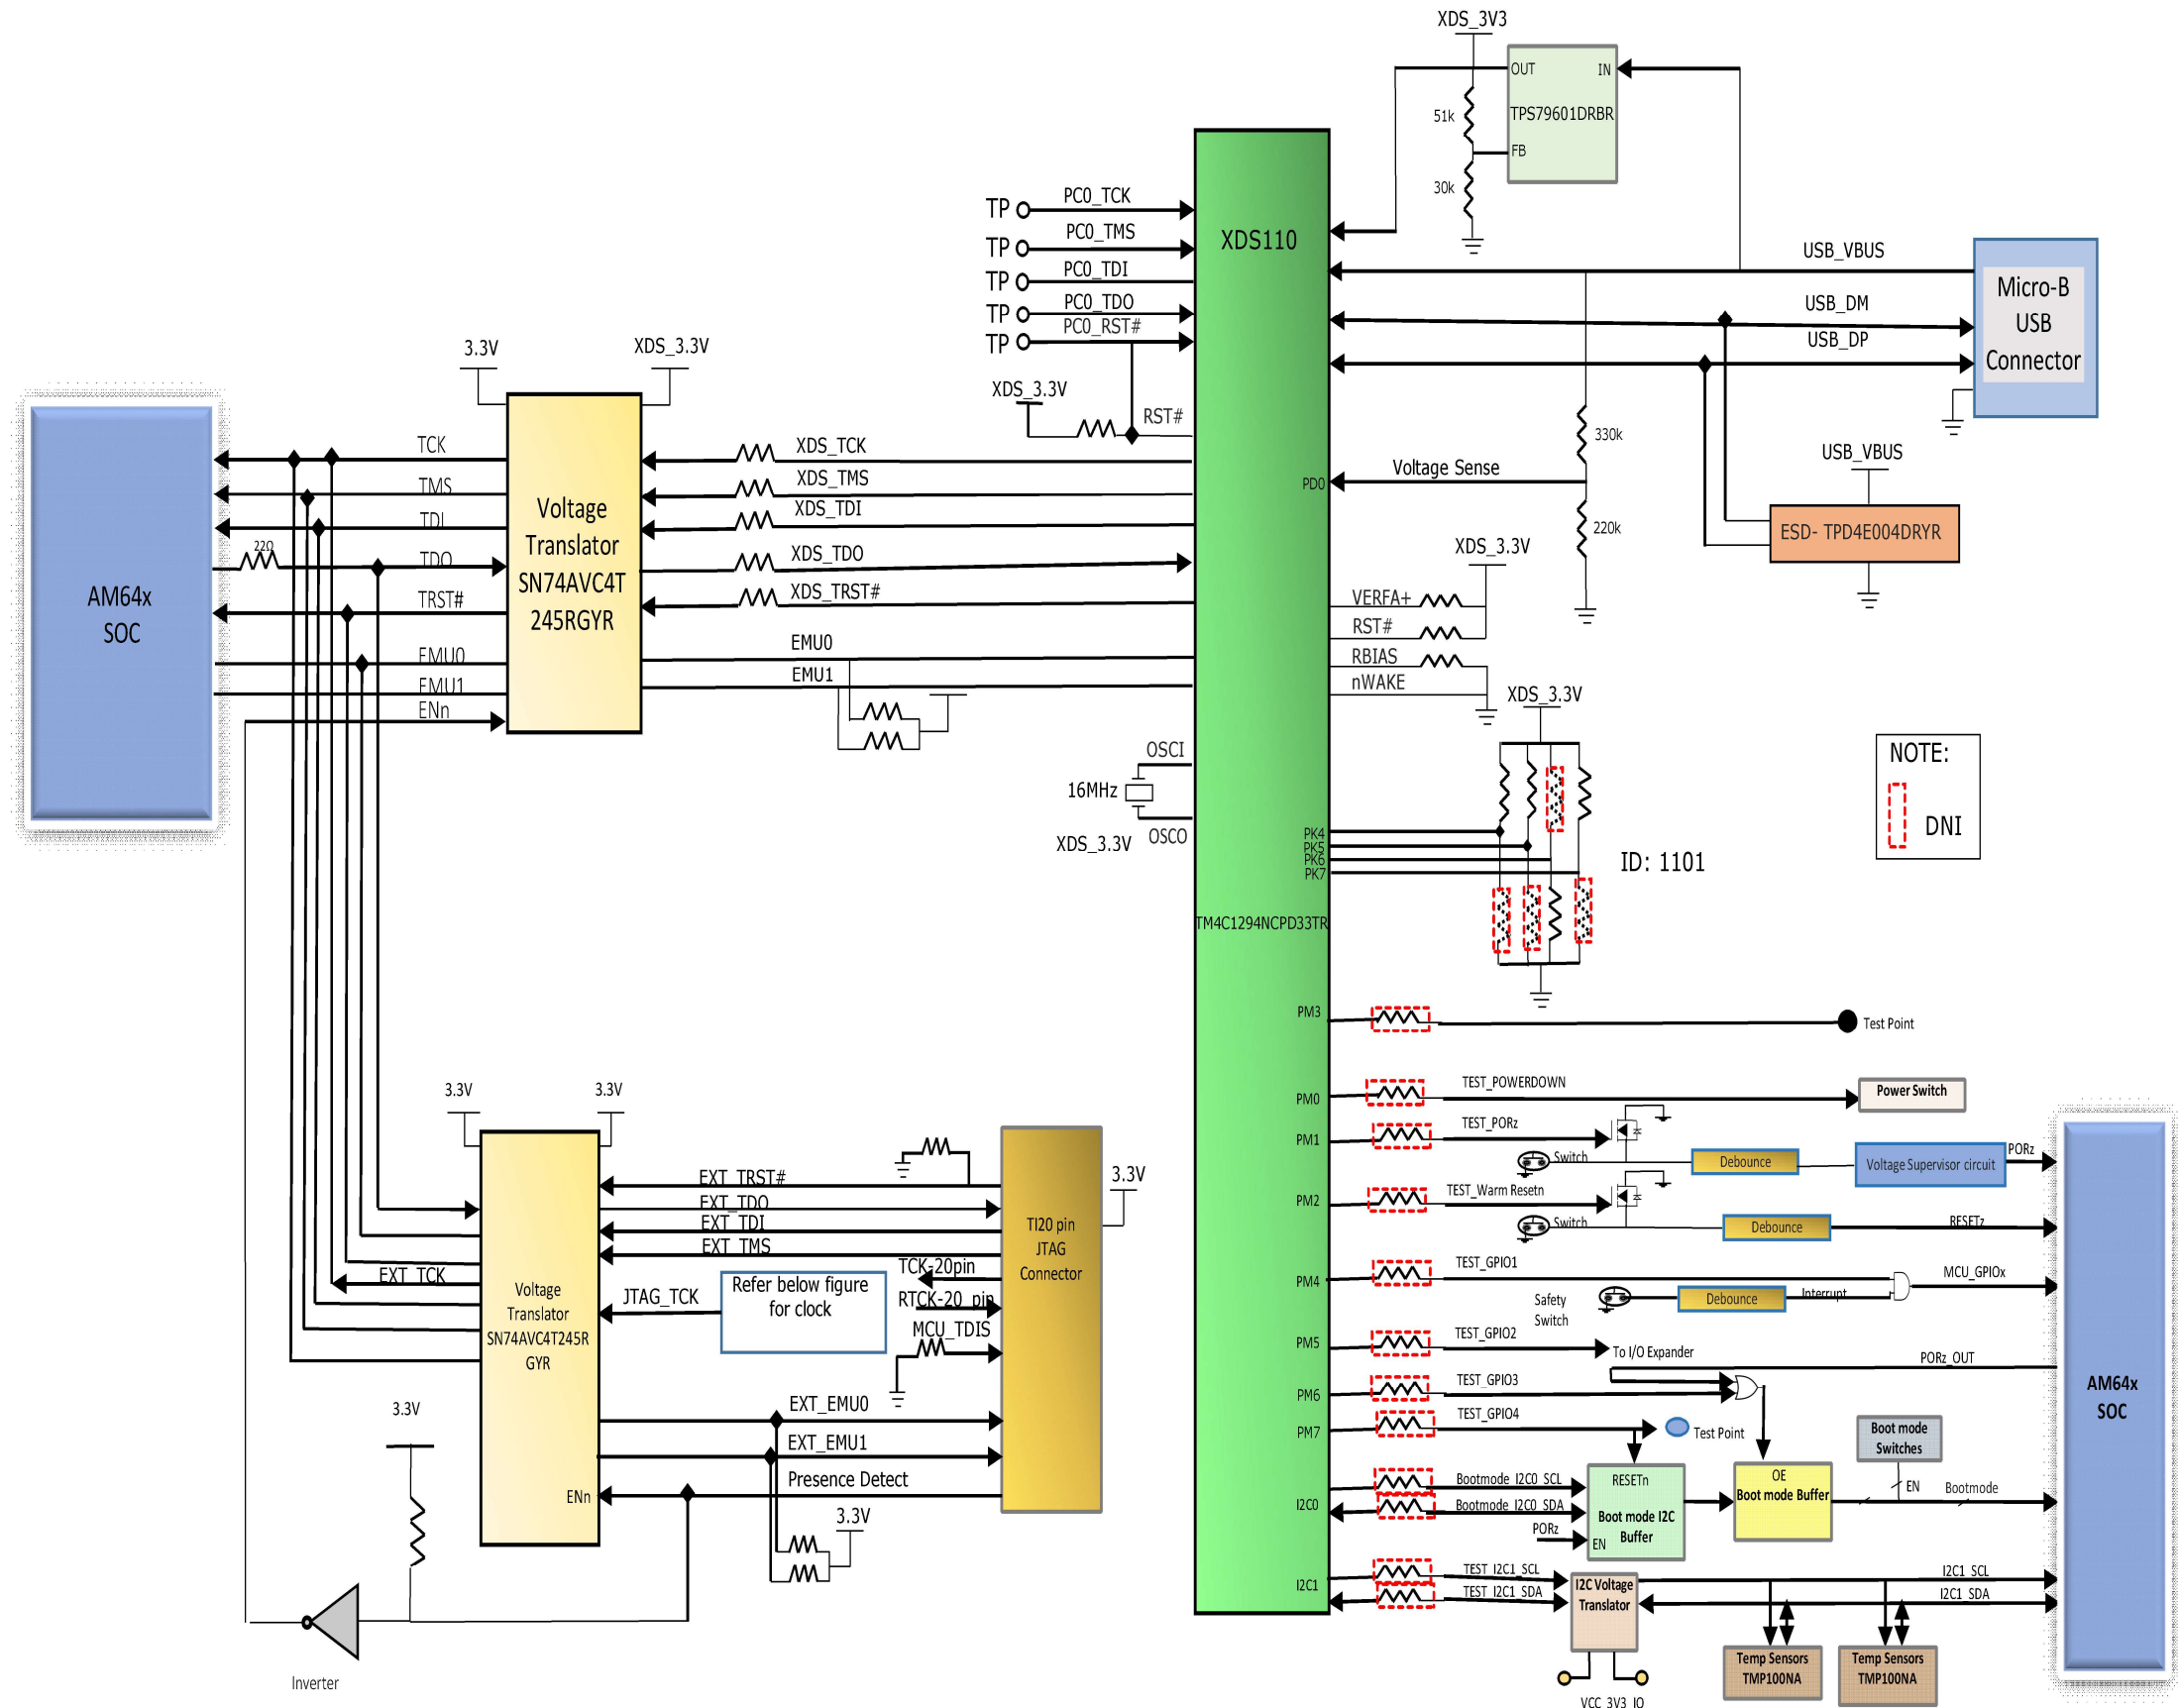 XDS_3V3
OUT
IN
TPS79601DRBR
51k
FB
30k
PC0_TCK
TP
PC0_TMS
TP
PC0_TDI
TP
PC0_TDO
TP
PC0_RST#
TP
XDS110
USB_VBUS
USB_DM
USB_DP
Micro-B
USB
Connector
3.3V
XDS_3.3V
XDS_3.3V
RST#
TCK
TMS
TDI
22Ω
TDO
TRST#
EMU0
EMU1
ENn
Voltage
Translator
SN74AVC4T
245RGYR
XDS_TCK
XDS_TMS
XDS_TDI
XDS_TDO
XDS_TRST#
EMU0
EMU1
AM64x
SOC
330k
Voltage Sense
PD0
220k
USB_VBUS
ESD- TPD4E004DRYR
XDS_3.3V
VERFA+
RST#
RBIAS
nWAKE
XDS_3.3V
OSCI
16MHz
OSCO
XDS_3.3V
PK4
PK5
PK6
PK7
ID: 1101
NOTE:
DNI
TM4C1294NCPD33TR
PM3
Test Point
PM0
TEST_POWERDOWN
Power Switch
PM1
TEST_PORz
Switch
Debounce
Voltage Supervisor circuit
PORz
PM2
TEST_Warm Resetn
Switch
Debounce
RESETz
PM4
TEST_GPIO1
MCU_GPIOx
Safety
Switch
Debounce
Interrupt
PM5
TEST_GPIO2
To I/O Expander
PORz_OUT
PM6
TEST_GPIO3
PM7
TEST_GPIO4
Test Point
Boot mode
Switches
AM64x
SOC
I2C0
Bootmode_I2C0_SCL
Bootmode_I2C0_SDA
PORz
RESETn
Boot mode I2C
Buffer
EN
OE
Boot mode Buffer
EN
Bootmode
I2C1
TEST_I2C1_SCL
TEST_I2C1_SDA
I2C Voltage
Translator
I2C1_SCL
I2C1_SDA
Temp Sensors
TMP100NA
Temp Sensors
TMP100NA
VCC_3V3_IO
3.3V
3.3V
Voltage
Translator
SN74AVC4T245R
GYR
ENn
EXT_TRST#
EXT_TDO
EXT_TDI
EXT_TMS
EXT_TCK
JTAG_TCK
Refer below figure
for clock
TCK-20pin
RTCK-20_pin
MCU_TDIS
TI20 pin
JTAG
Connector
3.3V
EXT_EMU0
EXT_EMU1
Presence Detect
3.3V
3.3V
Inverter